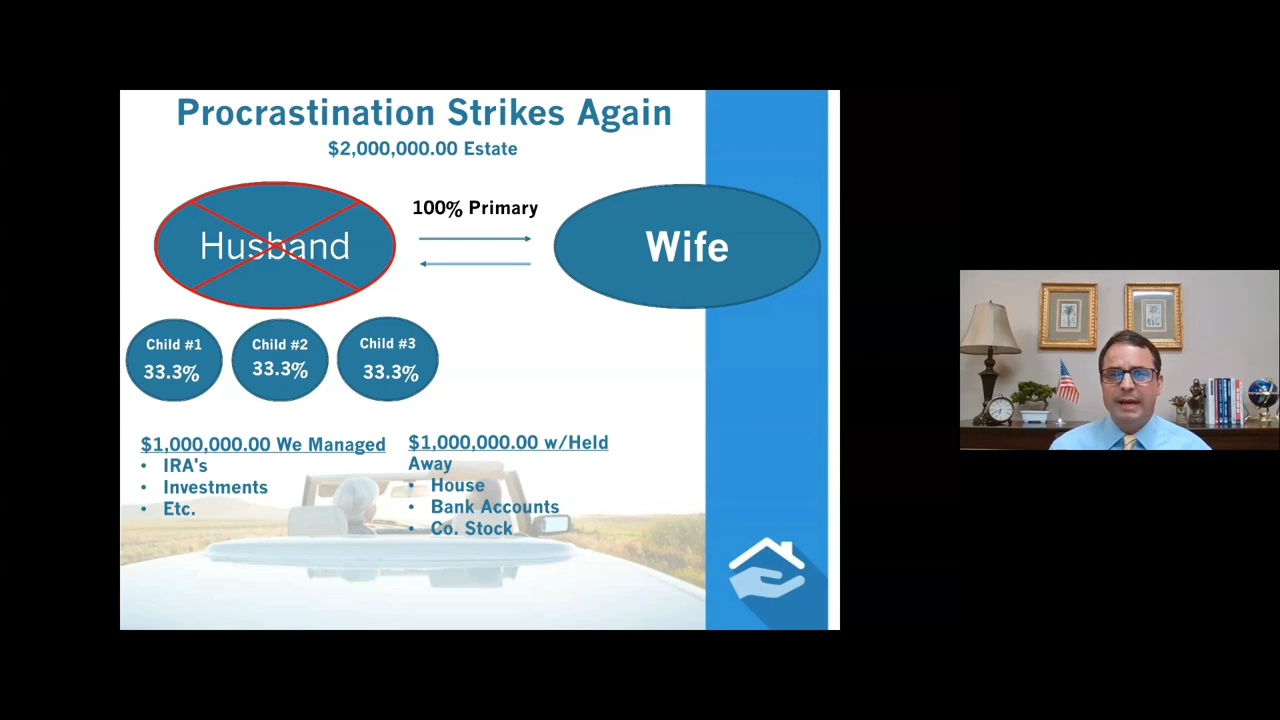 Procrastination Strikes Again
$2,000,000.00 Estate
Husband
100% Primary
Wife
Child #1
33.3%
Child #2
33.3%
Child #3
33.3%
$1,000,000.00 We Managed
• IRA's
• Investments
• Etc.
$1,000,000.00 w/Held
Away
• House
• Bank Accounts
• Co. Stock